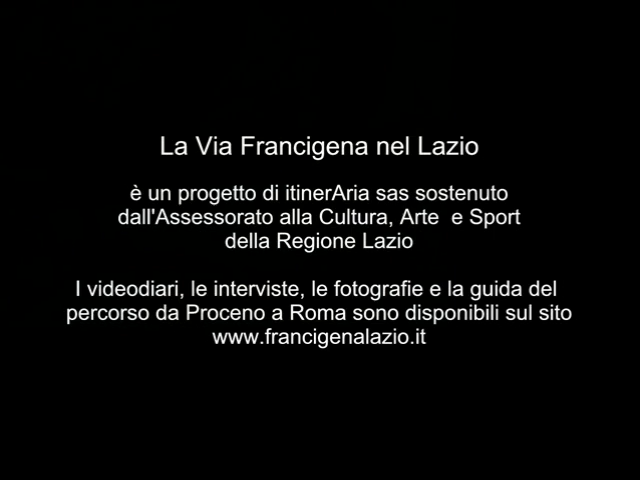 La Via Francigena nel Lazio
è un progetto di itinerAria sas sostenuto
dall'Assessorato alla Cultura, Arte  e Sport
della Regione Lazio
I videodiari, le interviste, le fotografie e la guida del
percorso da Proceno a Roma sono disponibili sul sito
www.francigenalazio.it